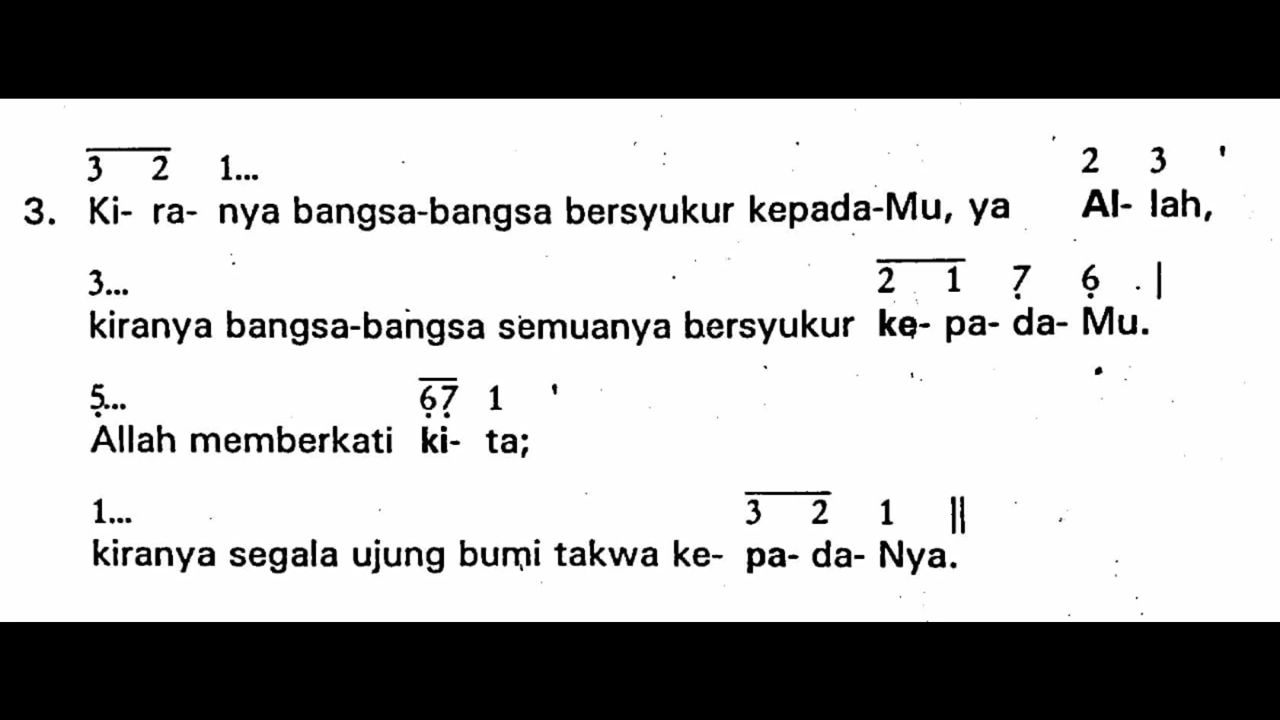 3 2 1... 2 3 '
3. Ki- ra- nya bangsa-bangsa bersyukur kepada-Mu, ya Al- lah,
3... 2 1 7̣ 6̣ . |
kiranya bangsa-bangsa semuanya bersyukur ke- pa- da- Mu.
5̣... 6̣7̣ 1 '
Allah memberkati ki- ta;
1... 3 2 1 ||
kiranya segala ujung bumi takwa ke- pa- da- Nya.